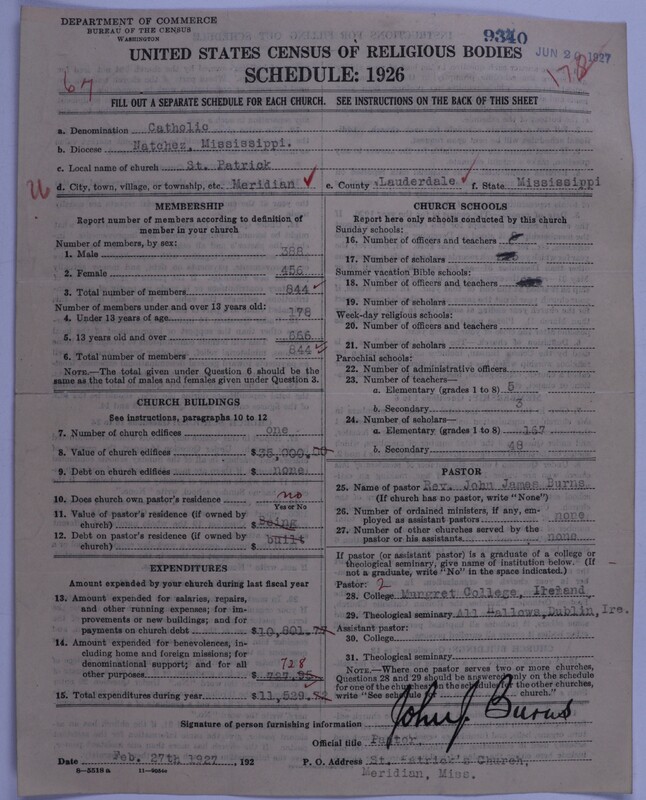 DEPARTMENT OF COMMERCE
BUREAU OF THE CENSUS
WASHINGTON
9340
JUN 20 1927
UNITED STATES CENSUS OF RELIGIOUS BODIES
SCHEDULE: 1926
67
178
FILL OUT A SEPARATE SCHEDULE FOR EACH CHURCH. SEE INSTRUCTIONS ON THE BACK OF THIS SHEET
a. Denomination Catholic
b. Diocese Natchez, Mississippi.
c. Local name of church St. Patrick
d. City, town, village, or township, etc. Meridian e. County Lauderdale f. State Mississippi
MEMBERSHIP
Report number of members according to definition of
member in your church
Number of members, by sex:
1. Male 388
2. Female 456
3. Total number of members 844
Number of members under and over 13 years old:
4. Under 13 years of age 178
5. 13 years old and over 666
6. Total number of members 844
NOTE.—The total given under Question 6 should be the
same as the total of males and females given under Question 3.
CHURCH BUILDINGS
See instructions, paragraphs 10 to 12
7. Number of church edifices one
8. Value of church edifices $35,000.00
9. Debt on church edifices $ none
10. Does church own pastor's residence no
Yes or No
11. Value of pastor's residence (if owned by
church) $ Being
12. Debt on pastor's residence (if owned by
church) $ built
EXPENDITURES
Amount expended by your church during last fiscal year
13. Amount expended for salaries, repairs,
and other running expenses; for im-
provements or new buildings; and for
payments on church debt $10,801.77
14. Amount expended for benevolences, in-
cluding home and foreign missions; for
denominational support; and for all
other purposes $ 727.95
728
15. Total expenditures during year $11,529.72
CHURCH SCHOOLS
Report here only schools conducted by this church
Sunday schools:
16. Number of officers and teachers
17. Number of scholars
Summer vacation Bible schools:
18. Number of officers and teachers
19. Number of scholars
Week-day religious schools:
20. Number of officers and teachers
21. Number of scholars
Parochial schools:
22. Number of administrative officers
23. Number of teachers—
a. Elementary (grades 1 to 8) 5
b. Secondary 3
24. Number of scholars—
a. Elementary (grades 1 to 8) 137
b. Secondary 48
PASTOR
25. Name of pastor Rev. John James Burns
(If church has no pastor, write "None")
26. Number of ordained ministers, if any, em-
ployed as assistant pastors none
27. Number of other churches served by the
pastor or his assistants none
If pastor (or assistant pastor) is a graduate of a college or
theological seminary, give name of institution below. (If
not a graduate, write "No" in the space indicated.)
Pastor: 2
28. College Mungret College, Ireland
29. Theological seminary All Hallows, Dublin, Ire.
Assistant pastor:
30. College
31. Theological seminary
NOTE.—Where one pastor serves two or more churches,
Questions 28 and 29 should be answered only on the schedule
for one of the churches; on the schedules for the other churches,
write "See schedule for church."
Signature of person furnishing information John J. Burns
Official title Pastor.
Date Feb. 27th 1927 , 192 P. O. Address St. Patrick's Church,
8—5518 a Meridian, Miss.